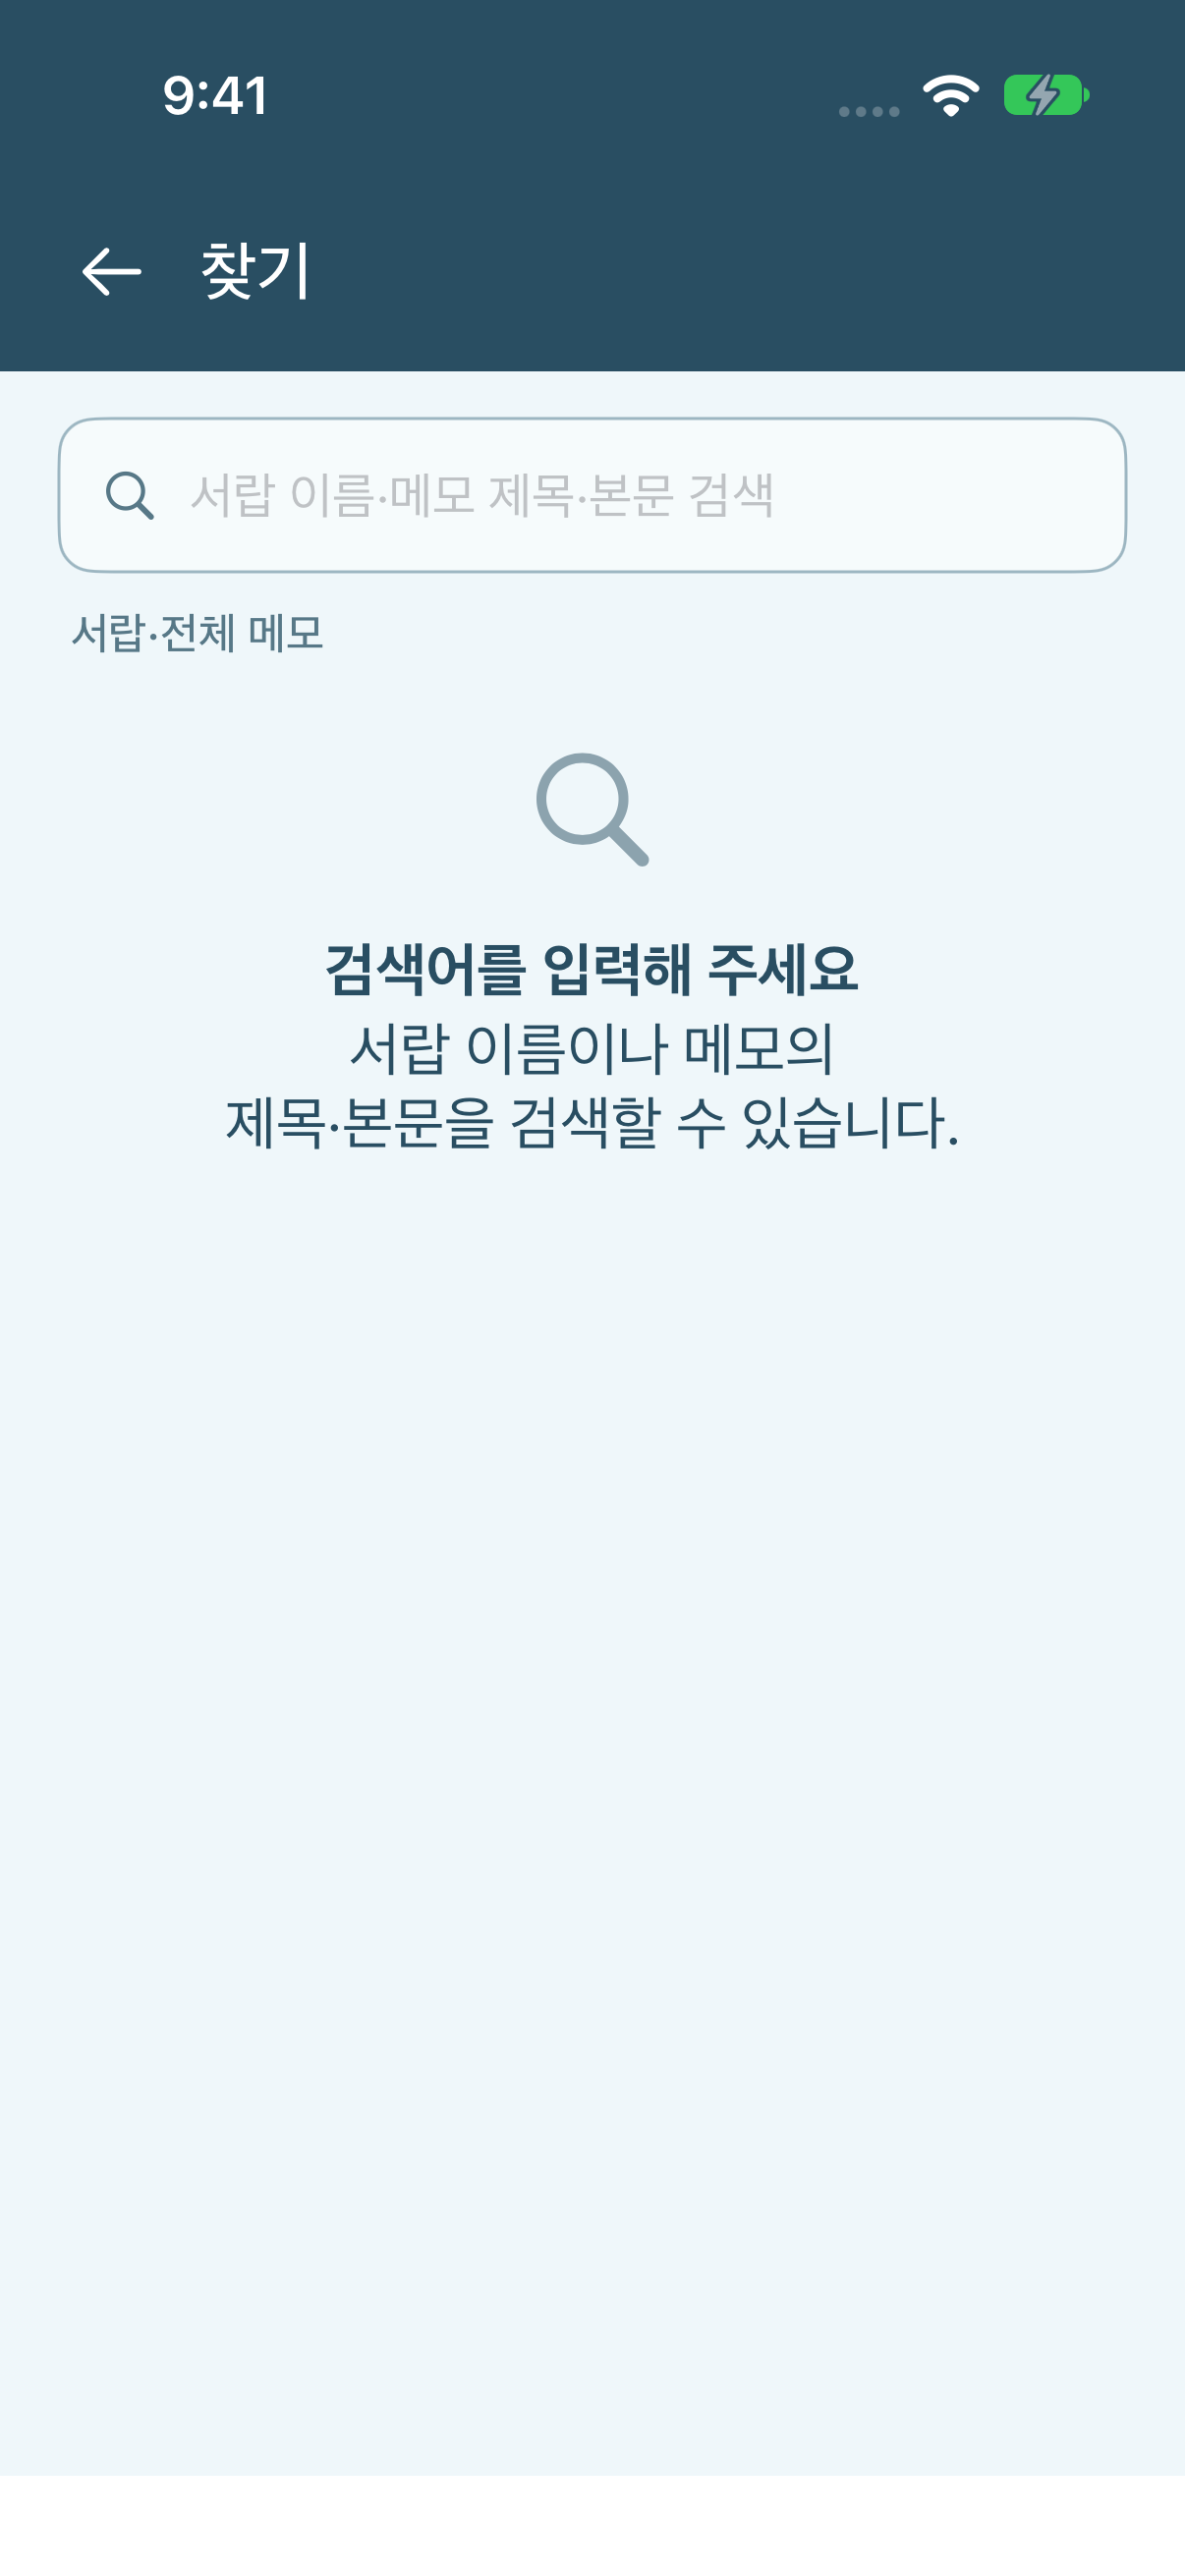 9:41
찾기
서랍 이름·메모 제목·본문 검색
서랍·전체 메모
검색어를 입력해 주세요
서랍 이름이나 메모의
제목·본문을 검색할 수 있습니다.